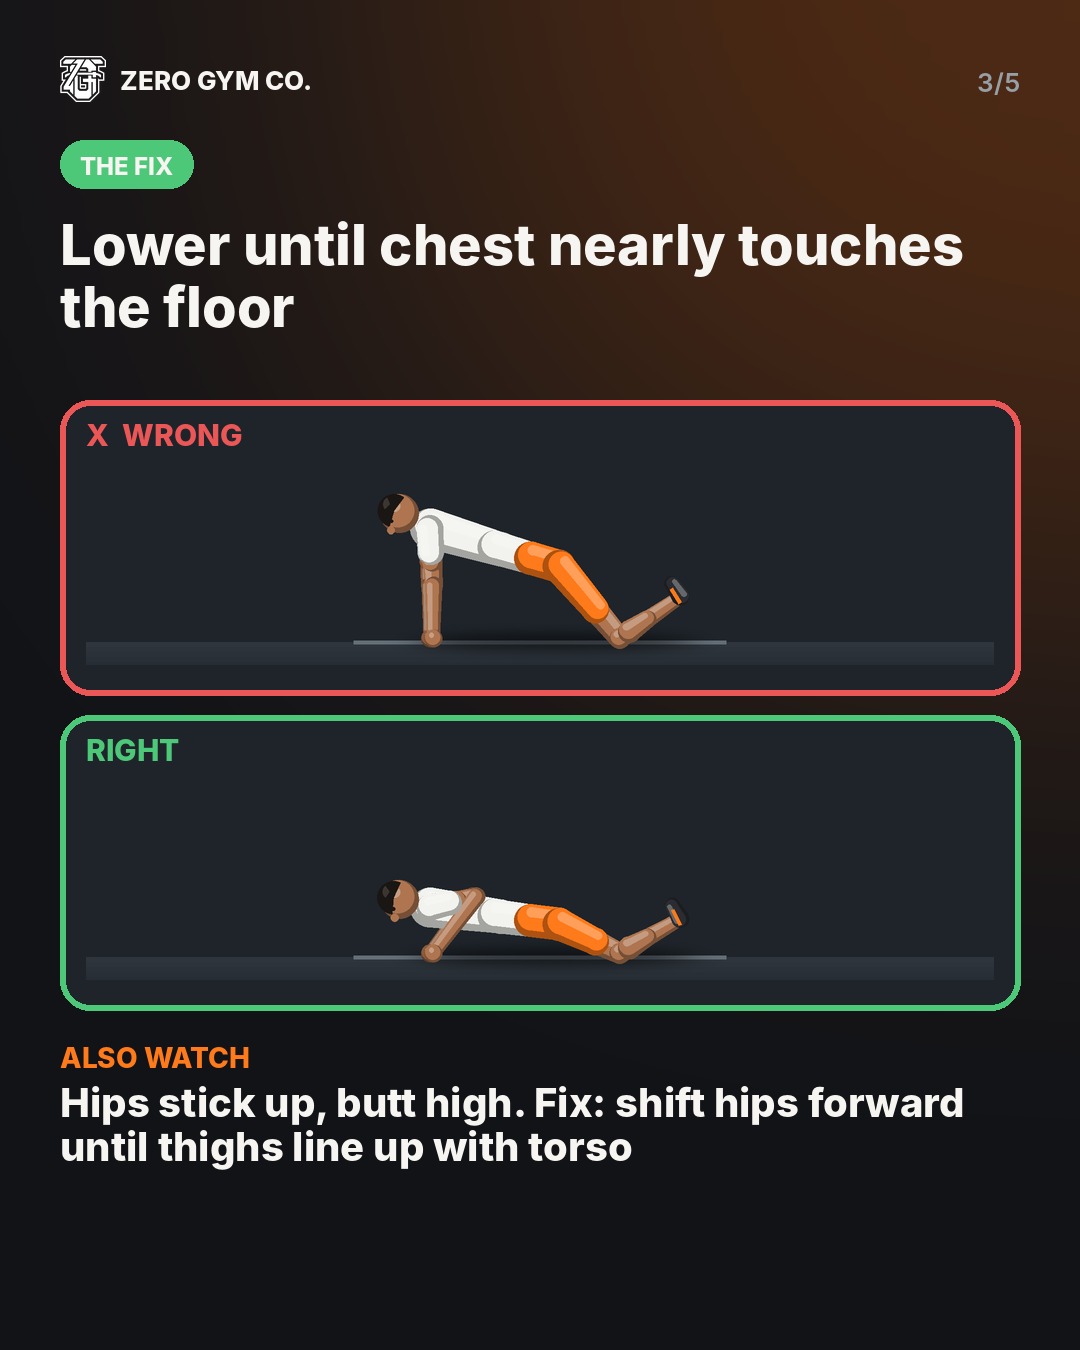 ZERO GYM CO.
3/5
THE FIX
Lower until chest nearly touches
the floor
X WRONG
RIGHT
ALSO WATCH
Hips stick up, butt high. Fix: shift hips forward
until thighs line up with torso